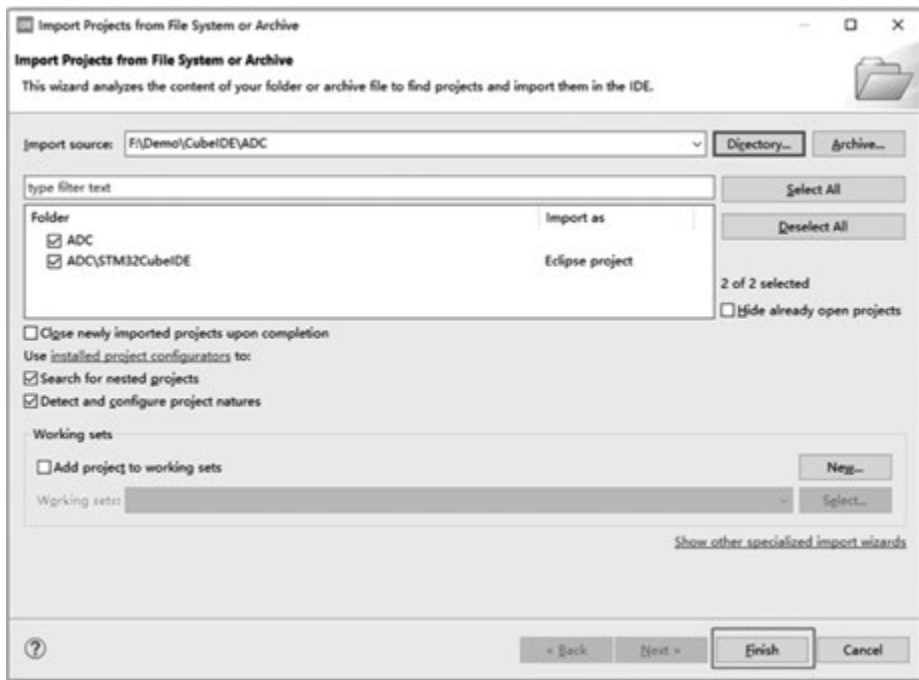 IDE Import Projects from File System or Archive
Import Projects from File System or Archive
This wizard analyzes the content of your folder or archive file to find projects and import them in the IDE.
Import source: F:\Demo\CubeIDE\ADC Directory... Archive...
type filter text Select All
Folder Import as Deselect All
ADC
ADC\STM32CubeIDE Eclipse project
2 of 2 selected
Hide already open projects
Close newly imported projects upon completion
Use installed project configurators to:
Search for nested projects
Detect and configure project natures
Working sets
Add project to working sets New...
Working sets: Select...
Show other specialized import wizards
? < Back Next > Finish Cancel